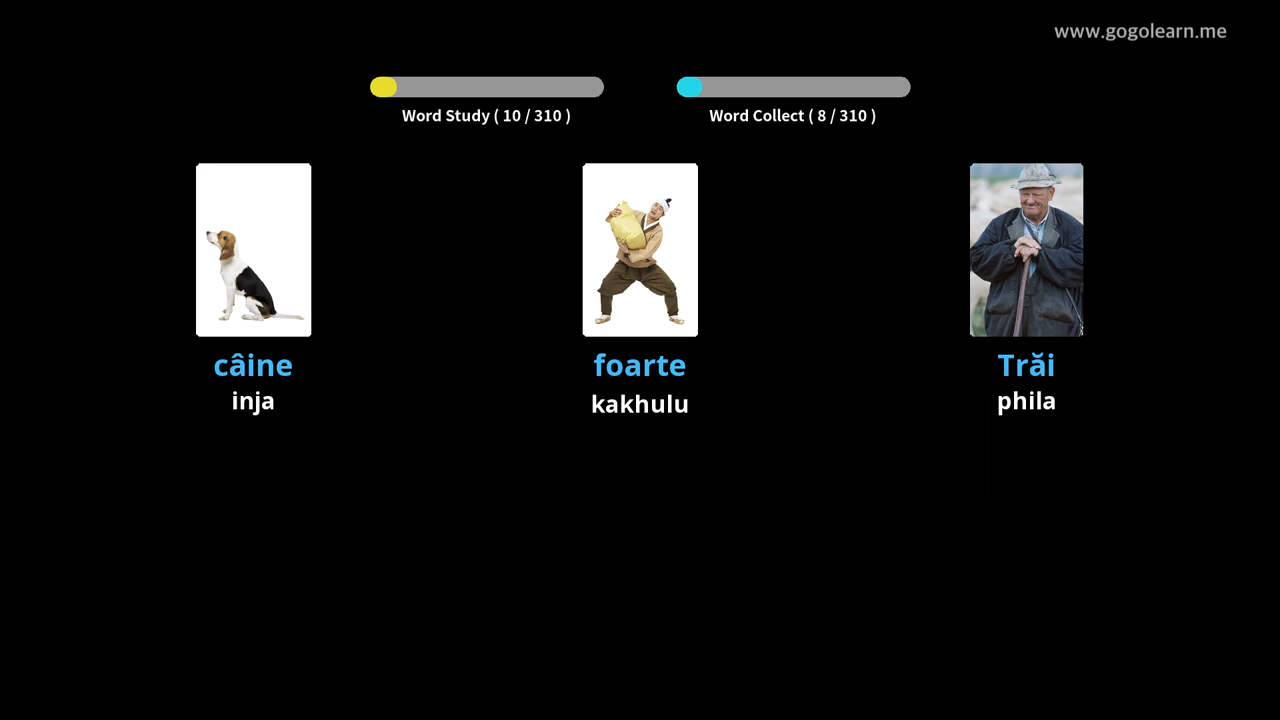 www.gogolearn.me
Word Study ( 10 / 310 )
Word Collect ( 8 / 310 )
câine
foarte
Trăi
inja
kakhulu
phila